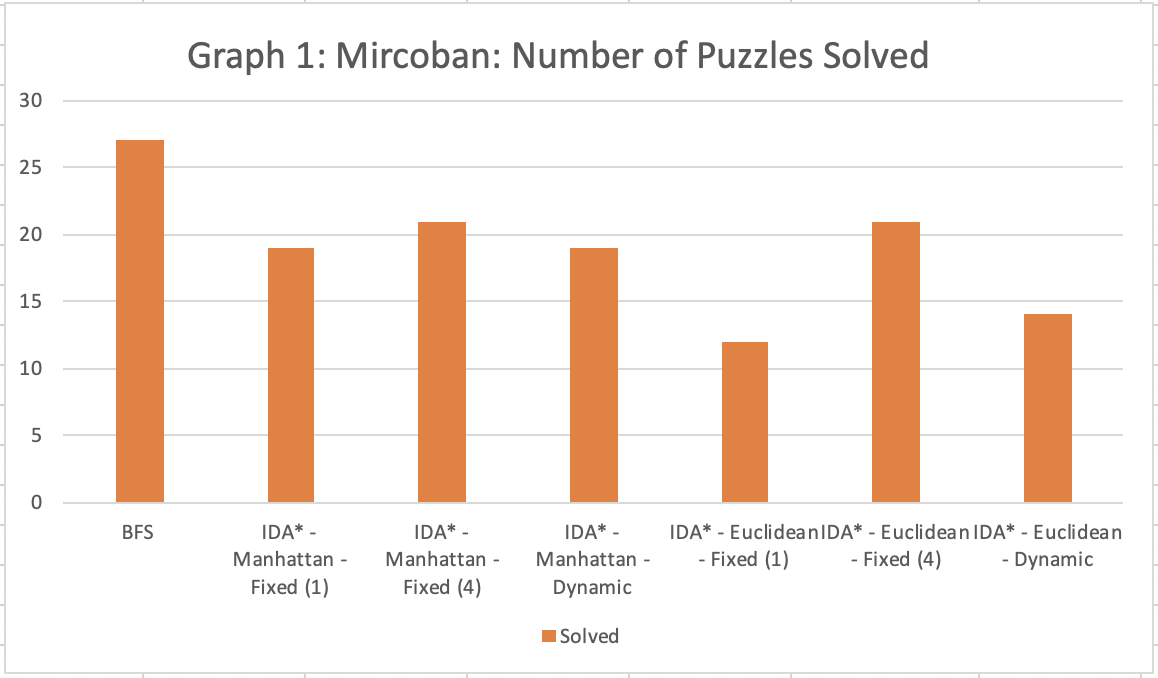 Graph 1: Mircoban: Number of Puzzles Solved
30
25
20
15
10
5
0
BFS
IDA* -
Manhattan -
Fixed (1)
IDA* -
Manhattan -
Fixed (4)
IDA* -
Manhattan -
Dynamic
IDA* - Euclidean
- Fixed (1)
IDA* - Euclidean
- Fixed (4)
IDA* - Euclidean
- Dynamic
Solved